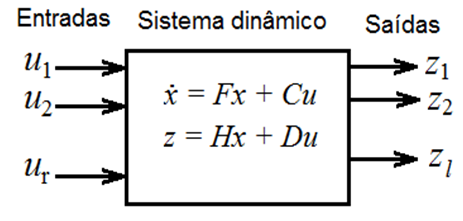 Entradas Sistema dinâmico Saídas
u₁ z₁
ẋ = Fx + Cu
u₂ z₂
z = Hx + Du
uᵣ zₗ